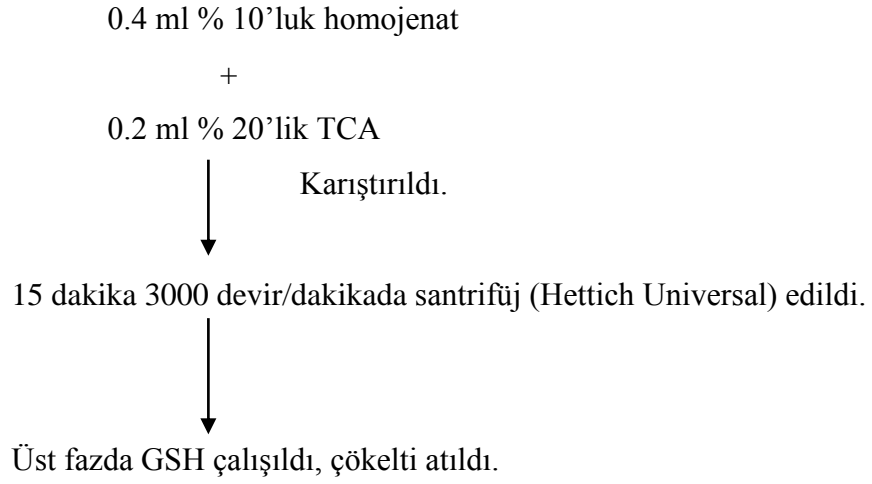 0.4 ml % 10’luk homojenat
+
0.2 ml % 20’lik TCA
Karıştırıldı.
15 dakika 3000 devir/dakikada santrifüj (Hettich Universal) edildi.
Üst fazda GSH çalışıldı, çökelti atıldı.